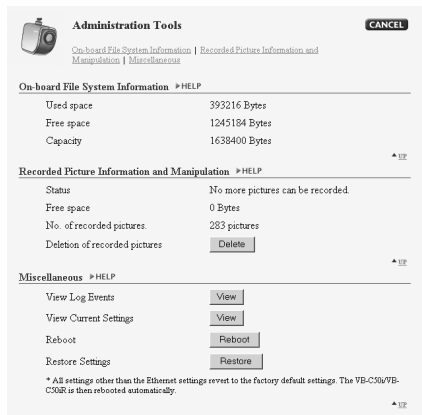 Administration Tools
CANCEL
On-board File System Information | Recorded Picture Information and
Manipulation | Miscellaneous
On-board File System Information ▶HELP
Used space 393216 Bytes
Free space 1245184 Bytes
Capacity 1638400 Bytes
▲UP
Recorded Picture Information and Manipulation ▶HELP
Status No more pictures can be recorded.
Free space 0 Bytes
No. of recorded pictures. 283 pictures
Deletion of recorded pictures Delete
▲UP
Miscellaneous ▶HELP
View Log Events View
View Current Settings View
Reboot Reboot
Restore Settings Restore
* All settings other than the Ethernet settings revert to the factory default settings. The VB-C50i/VB-
C50iR is then rebooted automatically.
▲UP